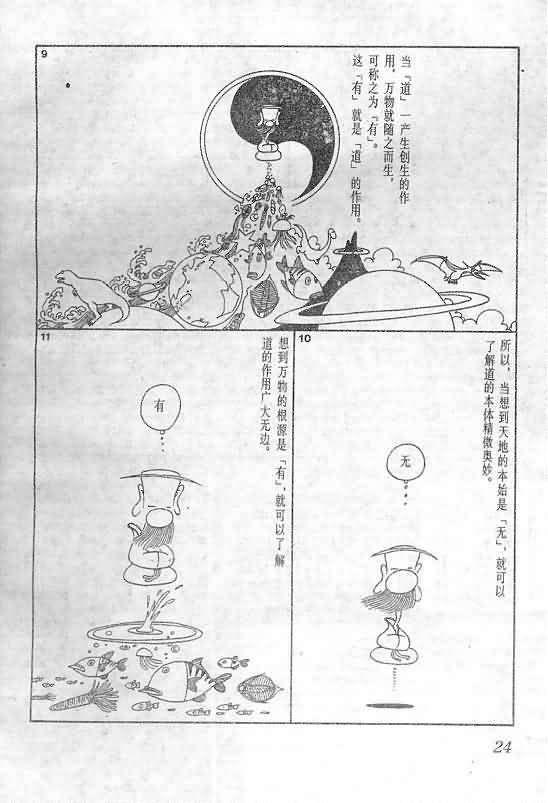 9
当「道」一产生创生的作
用，万物就随之而生，
可称之为「有」。
这「有」就是「道」的作用。
10
所以，当想到天地的本始是「无」，就可以
了解道的本体精微奥妙。
无
11
想到万物的根源是「有」，就可以了解
道的作用广大无边。
有
24